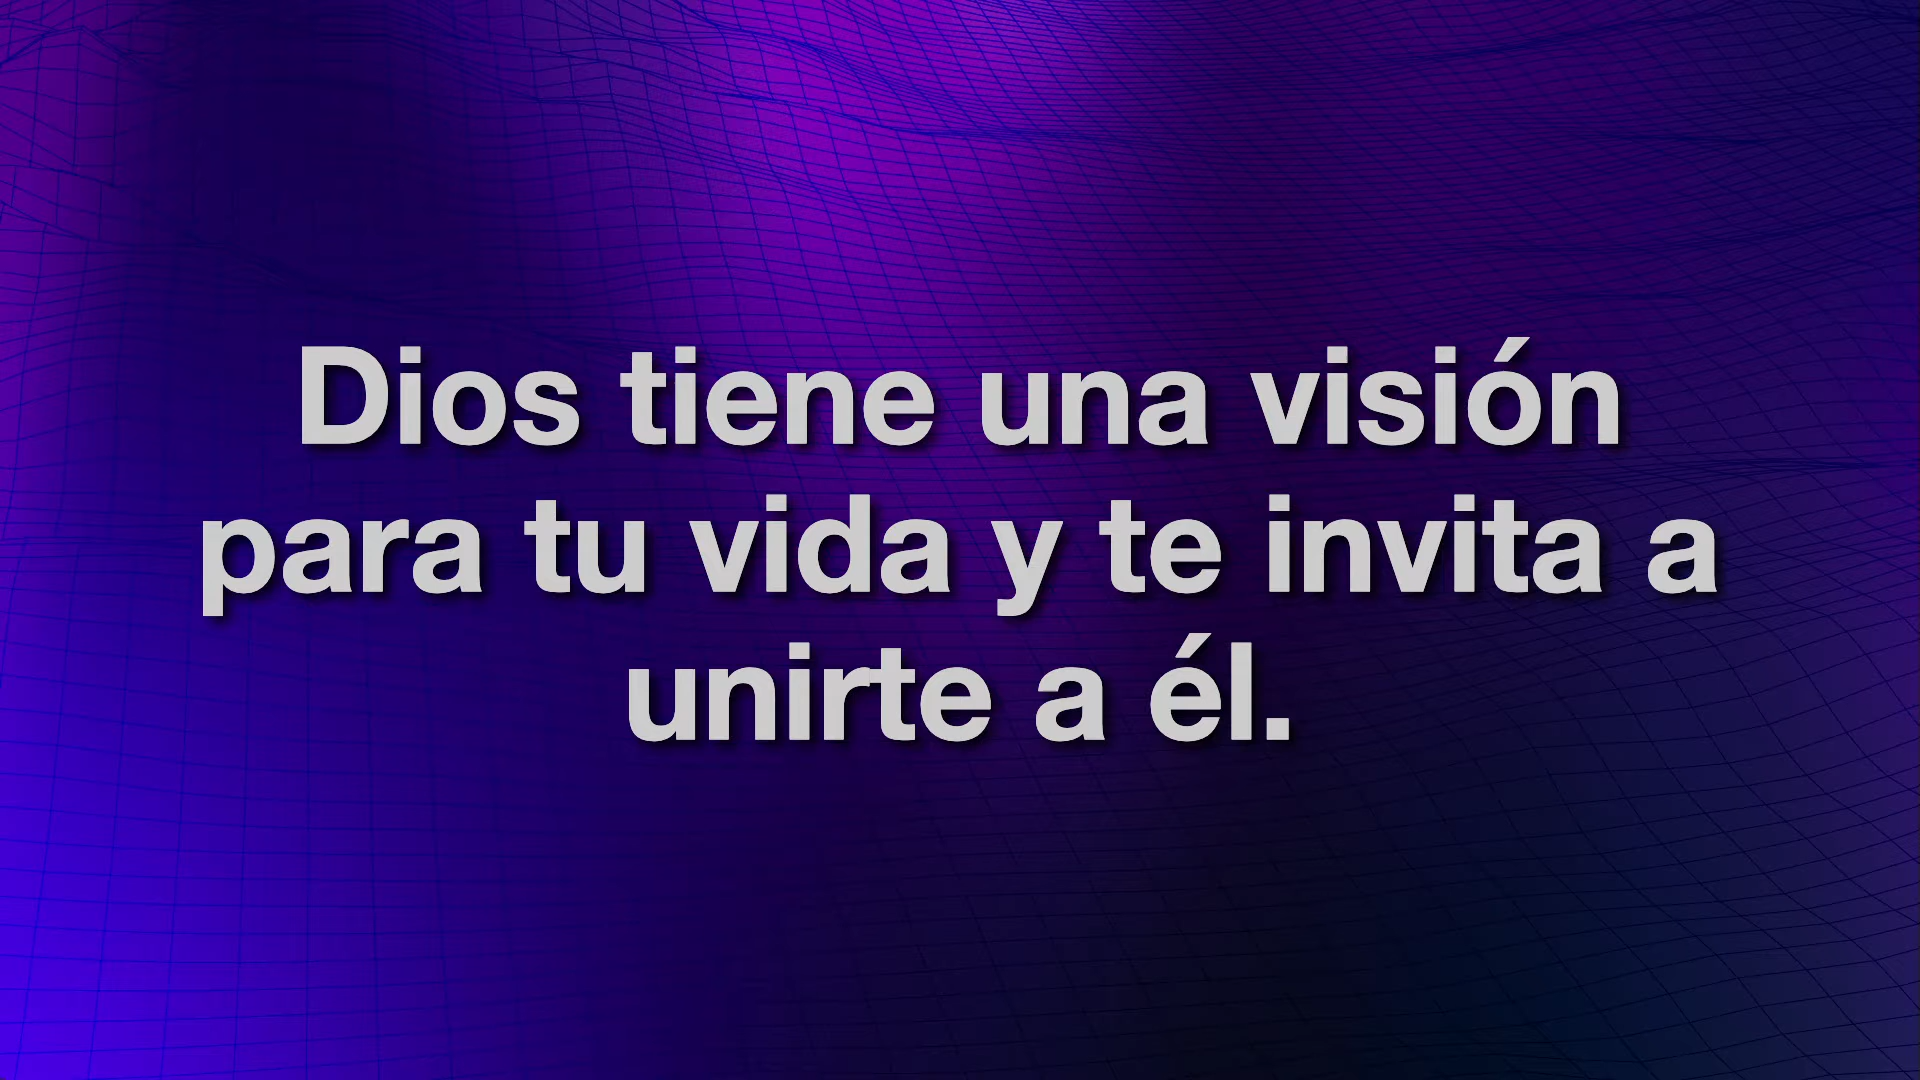 Dios tiene una visión
para tu vida y te invita a
unirte a él.